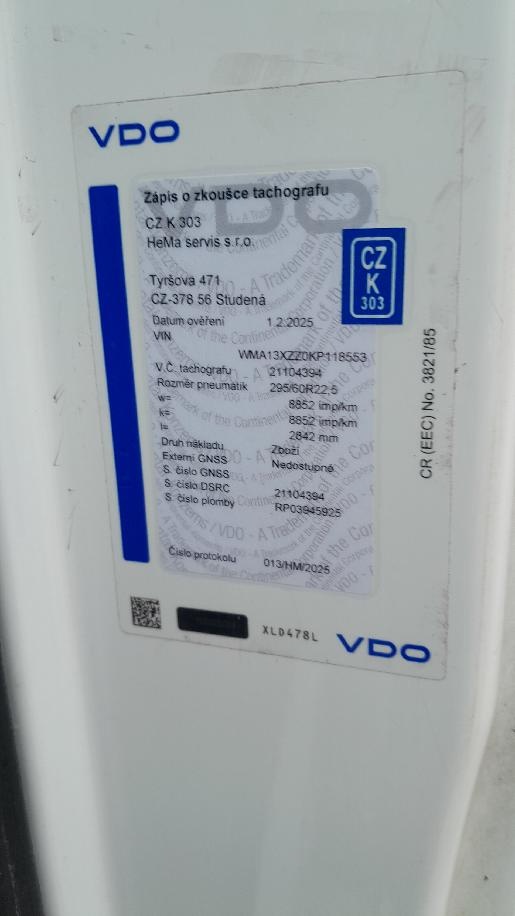 VDO
Zápis o zkoušce tachografu
CZ K 303
HeMa servis s.r.o.
CZ
K
303
Tyršova 471
CZ-378 56 Studená
Datum ověření 1.2.2025
VIN
WMA13XZZ0KP118553
V.Č. tachografu 21104394
Rozměr pneumatik 295/60R22,5
w= 8852 imp/km
k= 8852 imp/km
l= 2842 mm
Druh nákladu Zboží
Externí GNSS Nedostupné
S. číslo GNSS
S. číslo DSRC 21104394
S. číslo plomby RP03945925
Číslo protokolu 013/HM/2025
CR (EEC) No. 3821/85
XLD478L
VDO